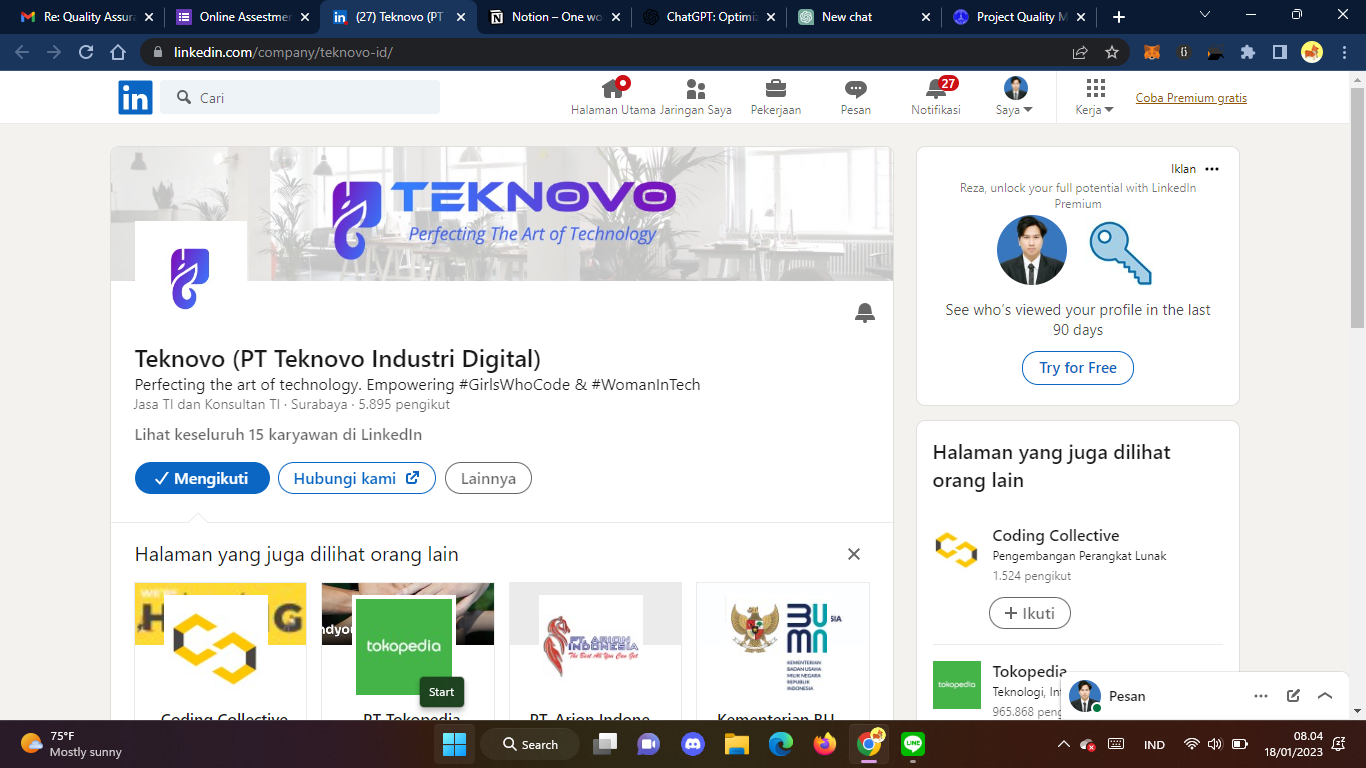 Re: Quality Assura
Online Assestmen
(27) Teknovo (PT
Notion – One wo
ChatGPT: Optimiz
New chat
Project Quality M
linkedin.com/company/teknovo-id/
in
Cari
Halaman Utama
Jaringan Saya
Pekerjaan
Pesan
27
Notifikasi
Saya
Kerja
Coba Premium gratis
TEKNOVO
Perfecting The Art of Technology
Teknovo (PT Teknovo Industri Digital)
Perfecting the art of technology. Empowering #GirlsWhoCode & #WomanInTech
Jasa TI dan Konsultan TI · Surabaya · 5.895 pengikut
Lihat keseluruh 15 karyawan di LinkedIn
Mengikuti
Hubungi kami
Lainnya
Halaman yang juga dilihat orang lain
tokopedia
PT. ARION
INDONESIA
The Best All You Can Get
BUMN
SIA
KEMENTERIAN
BADAN USAHA
MILIK NEGARA
REPUBLIK
INDONESIA
Start
Coding Collective
PT Tokopedia
PT. Arion Indone
Kementerian BU
Iklan
Reza, unlock your full potential with LinkedIn
Premium
See who's viewed your profile in the last
90 days
Try for Free
Halaman yang juga dilihat
orang lain
Coding Collective
Pengembangan Perangkat Lunak
1.524 pengikut
+ Ikuti
tokopedia
Tokopedia
Teknologi, Inf
965.868 peng
Pesan
75°F
Mostly sunny
Search
IND
08.04
18/01/2023